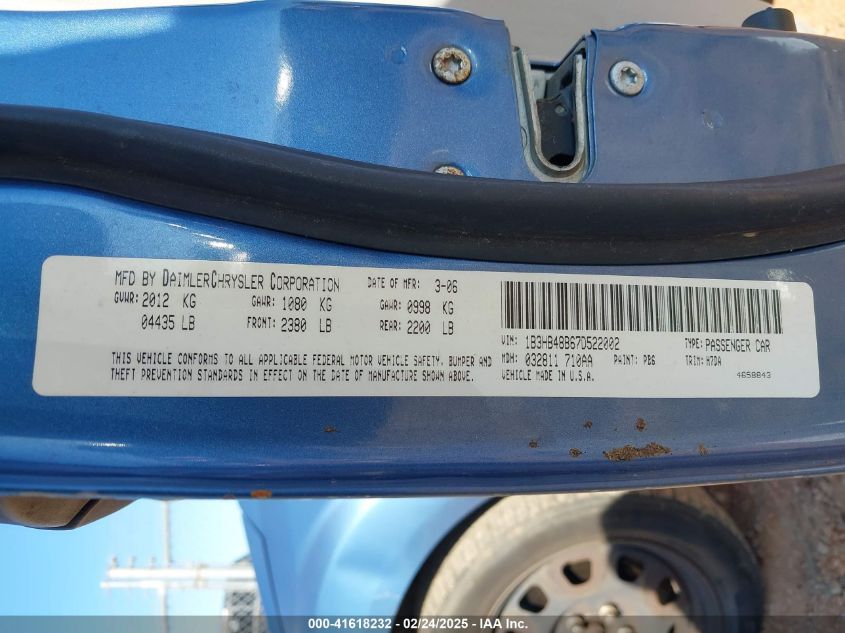 MFD BY DAIMLERCHRYSLER CORPORATION DATE OF MFR: 3-06
GVWR: 2012 KG GAWR: 1080 KG GAWR: 0998 KG
04435 LB FRONT: 2380 LB REAR: 2200 LB
THIS VEHICLE CONFORMS TO ALL APPLICABLE FEDERAL MOTOR VEHICLE SAFETY, BUMPER AND
THEFT PREVENTION STANDARDS IN EFFECT ON THE DATE OF MANUFACTURE SHOWN ABOVE.
VIN: 1B3HB48B67D522002 TYPE: PASSENGER CAR
MDH: 032811 710AA PAINT: PB6 TRIM: H7DA
VEHICLE MADE IN U.S.A. 4658843
000-41618232 - 02/24/2025 - IAA Inc.